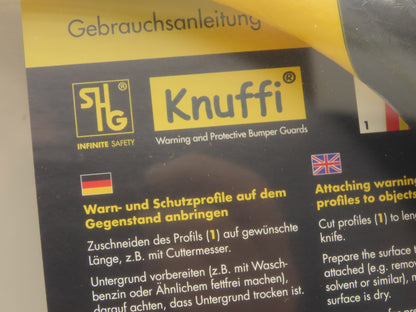 Gebrauchsanleitung
SHG®
INFINITE SAFETY
Knuffi®
Warning and Protective Bumper Guards
1
Warn- und Schutzprofile auf dem
Gegenstand anbringen
Zuschneiden des Profils (1) auf gewünschte
Länge, z.B. mit Cuttermesser.
Untergrund vorbereiten (z.B. mit Wasch-
benzin oder Ähnlichem fettfrei machen),
darauf achten, dass Untergrund trocken ist.
Attaching warning
profiles to objects
Cut profiles (1) to
knife.
Prepare the surface
attached (e.g.
solvent or similar),
surface is dry.